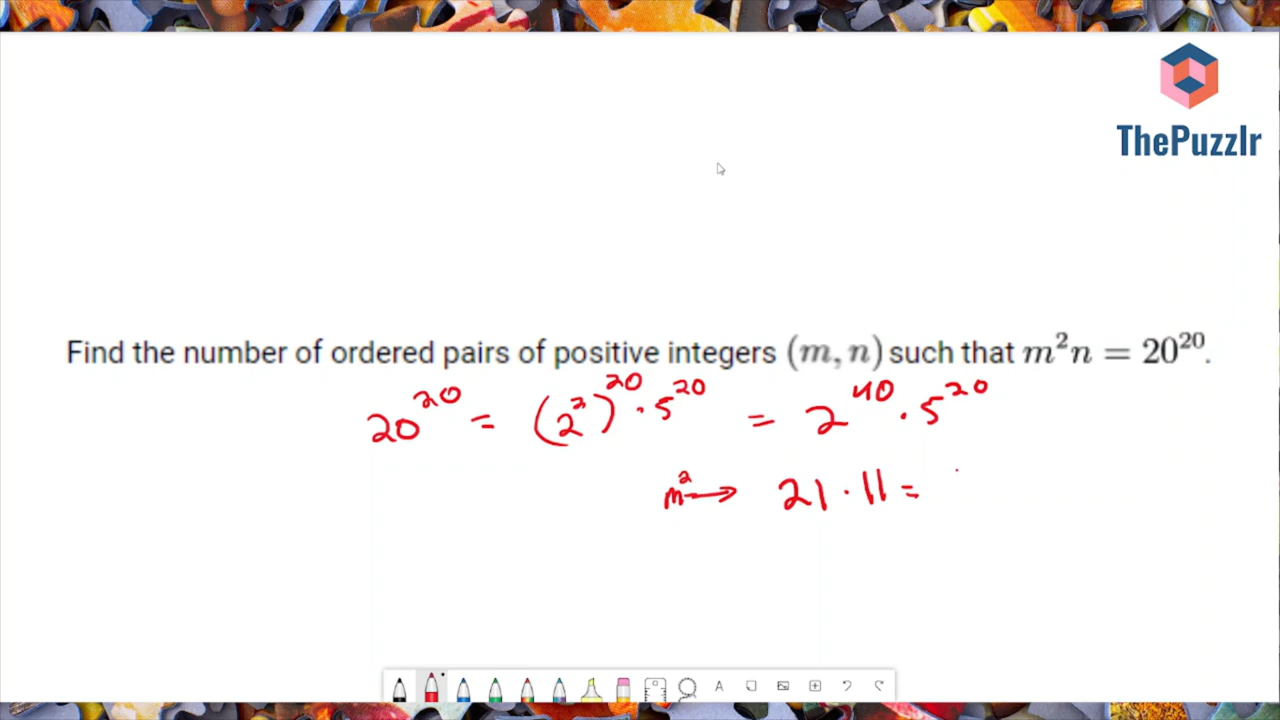 ThePuzzlr
Find the number of ordered pairs of positive integers (m, n) such that m²n = 20²⁰.
20²⁰ = (2²)²⁰ · 5²⁰ = 2⁴⁰ · 5²⁰
m² → 21 · 11 =
A